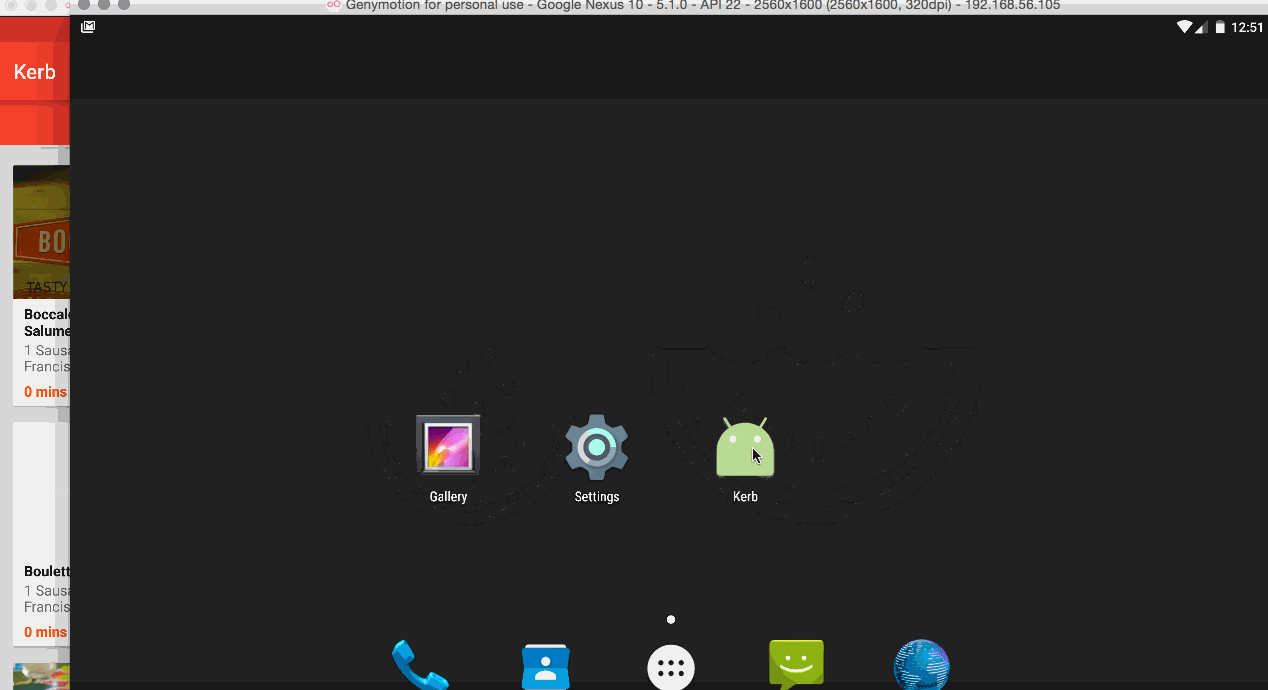 Genymotion for personal use - Google Nexus 10 - 5.1.0 - API 22 - 2560x1600 (2560x1600, 320dpi) - 192.168.56.105
12:51
Kerb
BO
TASTY
Boccal
Salume
1 Saus
Francis
0 mins
Boulett
1 Saus
Francis
0 mins
Gallery
Settings
Kerb